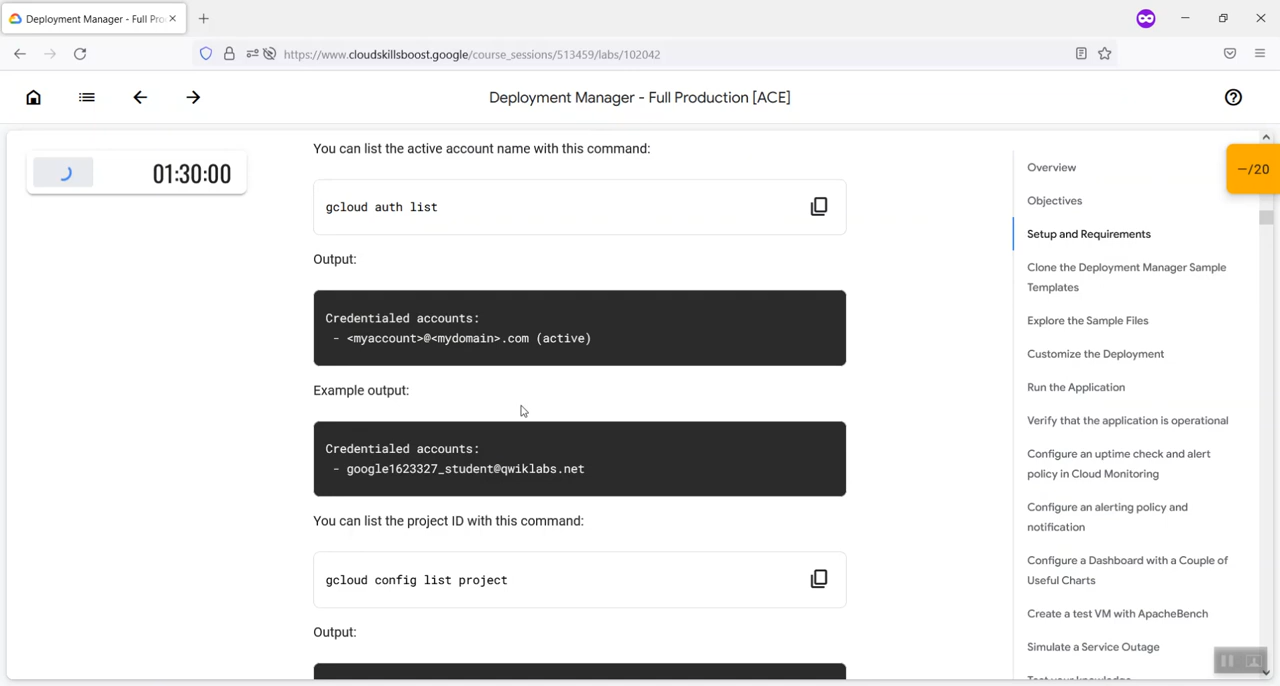 Deployment Manager - Full Pro
https://www.cloudskillsboost.google/course_sessions/513459/labs/102042
Deployment Manager - Full Production [ACE]
01:30:00
You can list the active account name with this command:
gcloud auth list
Output:
Credentialed accounts:
- <myaccount>@<mydomain>.com (active)
Example output:
Credentialed accounts:
- google1623327_student@qwiklabs.net
You can list the project ID with this command:
gcloud config list project
Output:
Overview
Objectives
Setup and Requirements
Clone the Deployment Manager Sample
Templates
Explore the Sample Files
Customize the Deployment
Run the Application
Verify that the application is operational
Configure an uptime check and alert
policy in Cloud Monitoring
Configure an alerting policy and
notification
Configure a Dashboard with a Couple of
Useful Charts
Create a test VM with ApacheBench
Simulate a Service Outage
Test your knowledge
–/20